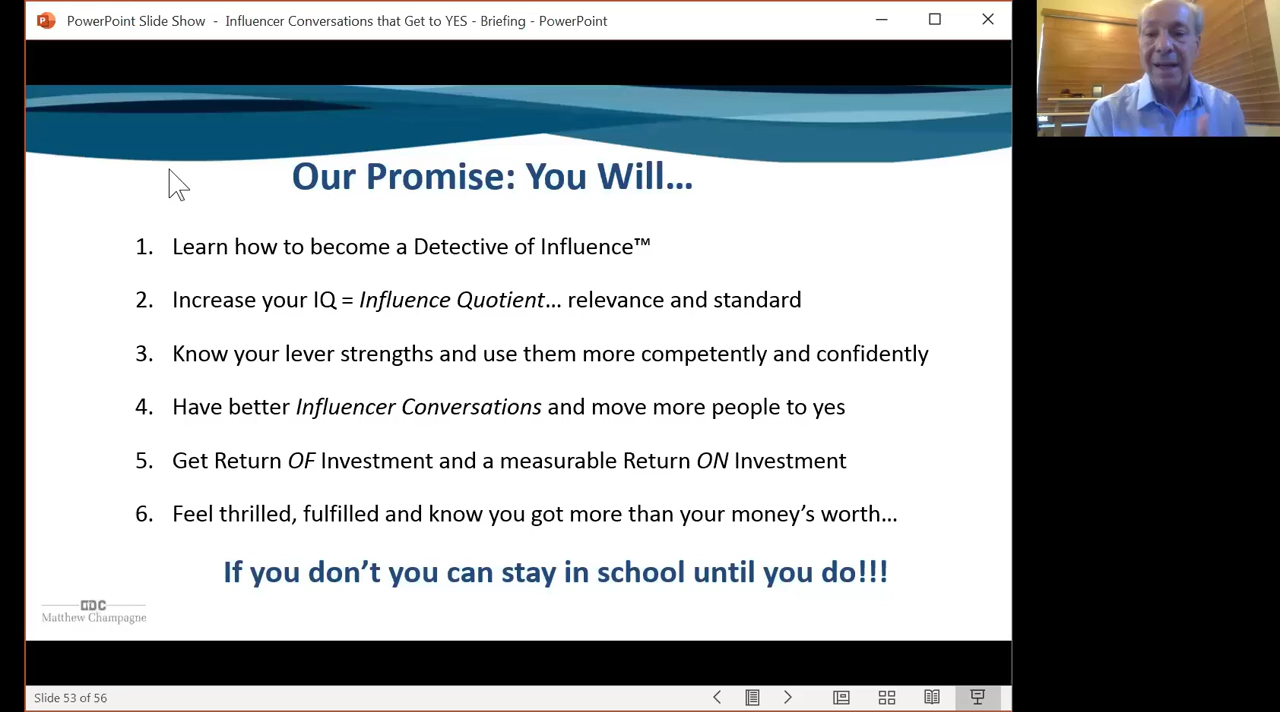 PowerPoint Slide Show - Influencer Conversations that Get to YES - Briefing - PowerPoint
Our Promise: You Will…
1. Learn how to become a Detective of Influence™
2. Increase your IQ = Influence Quotient… relevance and standard
3. Know your lever strengths and use them more competently and confidently
4. Have better Influencer Conversations and move more people to yes
5. Get Return OF Investment and a measurable Return ON Investment
6. Feel thrilled, fulfilled and know you got more than your money’s worth…
If you don’t you can stay in school until you do!!!
Matthew Champagne
Slide 53 of 56